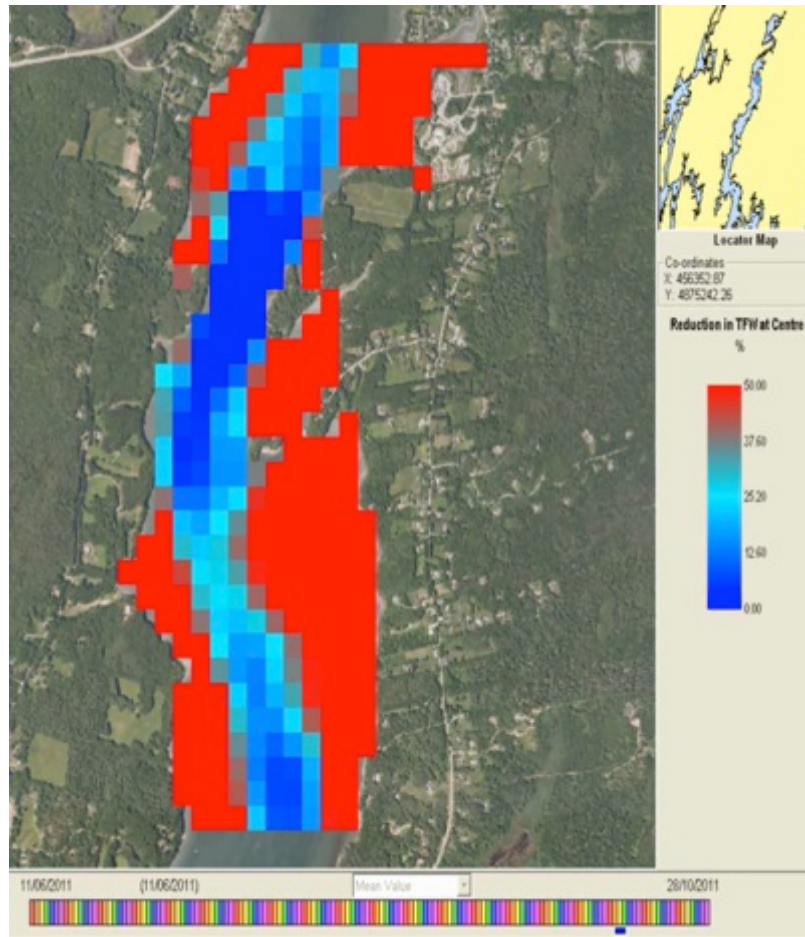 Locator Map
Co-ordinates
X: 456352.87
Y: 4875242.26
Reduction in TFW at Centre
%
50.00
37.60
25.20
12.60
0.00
11/06/2011 (11/06/2011) Mean Value 28/10/2011